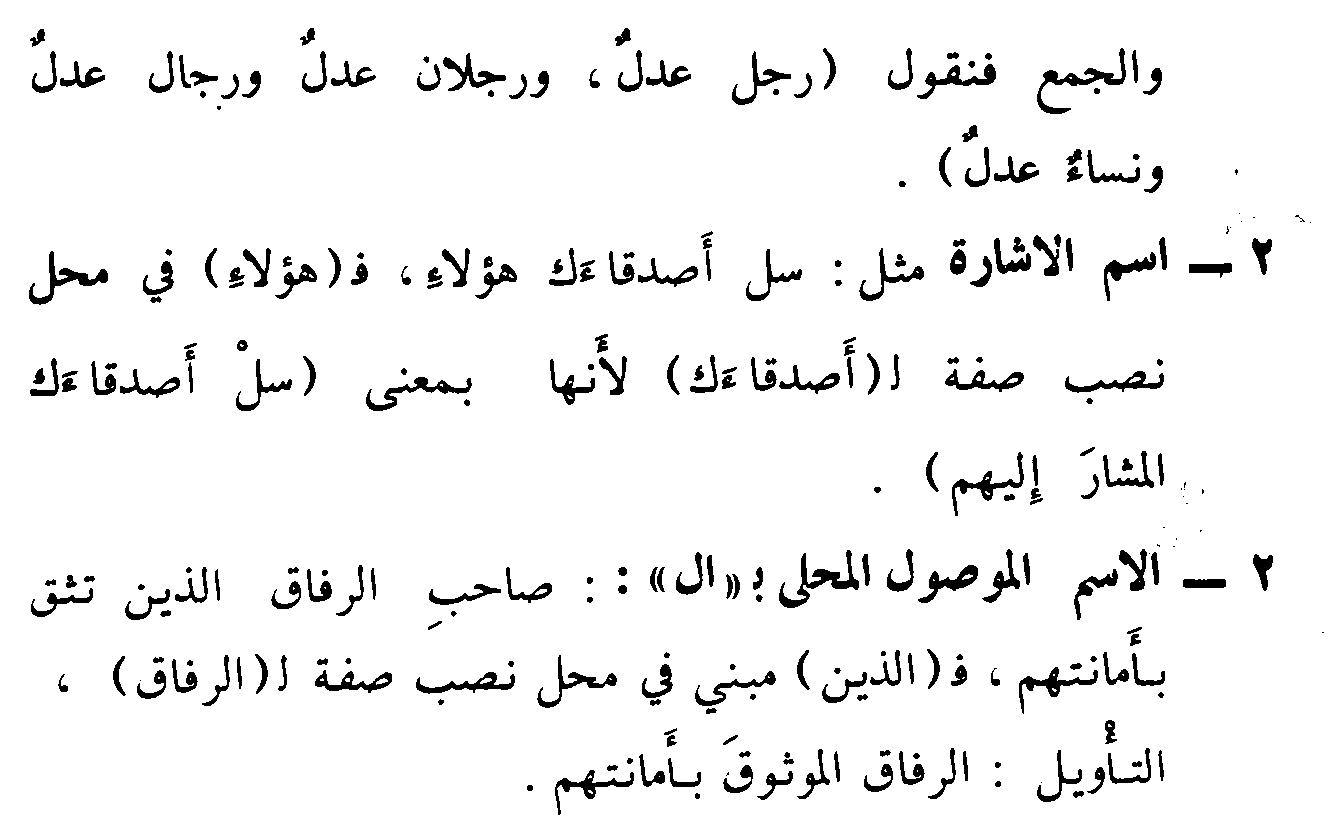 والجمع فنقول (رجل عدلٌ، ورجلان عدلٌ ورجال عدلٌ
ونساءٌ عدلٌ) .
٢ — اسم الاشارة مثل : سل أَصدقاءَك هؤلاءِ، فـ(هؤلاءِ) في محل
نصب صفة لـ(أَصدقاءَك) لأَنها بمعنى (سلْ أَصدقاءَك
المشارَ إِليهم) .
٢ — الاسم الموصول المحلى بـ«ال» : : صاحبِ الرفاق الذين تثق
بأَمانتهم، فـ(الذين) مبني في محل نصب صفة لـ(الرفاق) ،
التأْويل : الرفاق الموثوقَ بأَمانتهم .